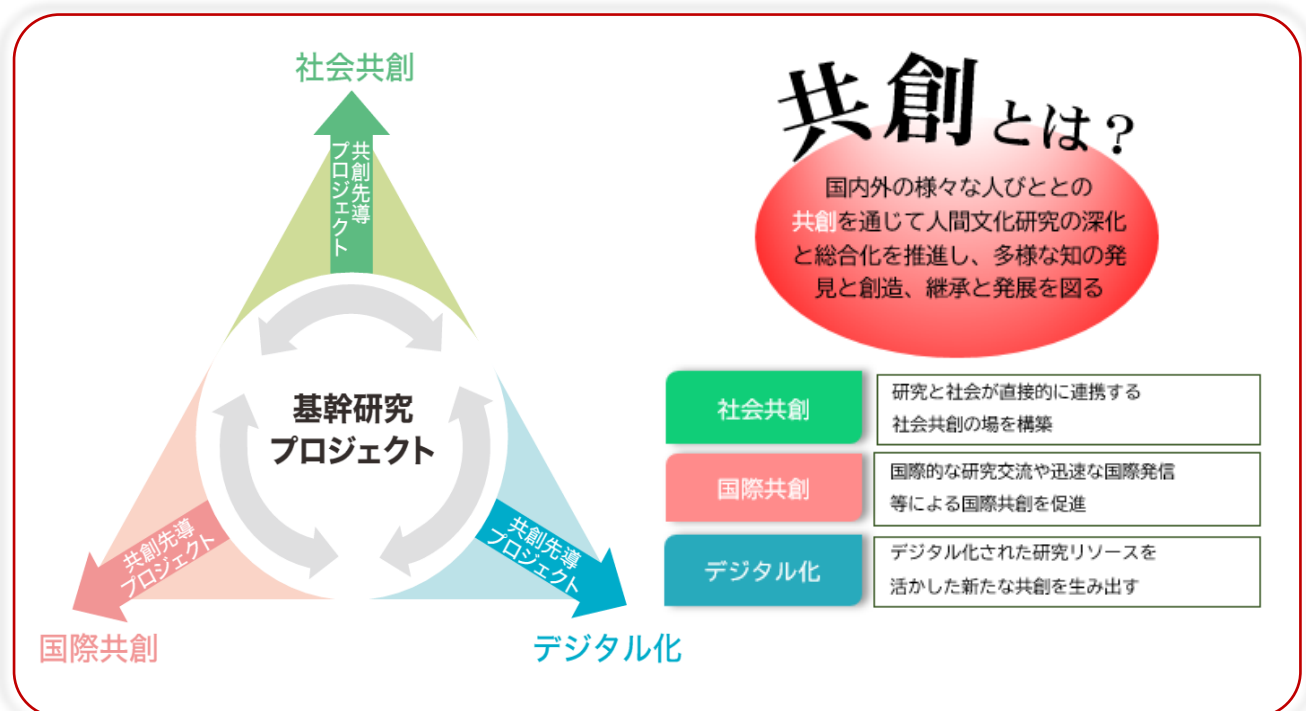 社会共創
共創先導
プロジェクト
基幹研究
プロジェクト
共創先導
プロジェクト
国際共創
共創先導
プロジェクト
デジタル化
共創とは？
国内外の様々な人びととの
共創を通じて人間文化研究の深化
と総合化を推進し、多様な知の発
見と創造、継承と発展を図る
社会共創
研究と社会が直接的に連携する
社会共創の場を構築
国際共創
国際的な研究交流や迅速な国際発信
等による国際共創を促進
デジタル化
デジタル化された研究リソースを
活かした新たな共創を生み出す